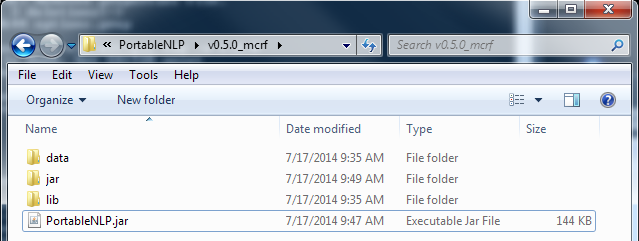 « PortableNLP v0.5.0_mcrf Search v0.5.0_mcrf
File Edit View Tools Help
Organize New folder
Name Date modified Type Size
data 7/17/2014 9:35 AM File folder
jar 7/17/2014 9:49 AM File folder
lib 7/17/2014 9:35 AM File folder
PortableNLP.jar 7/17/2014 9:47 AM Executable Jar File 144 KB